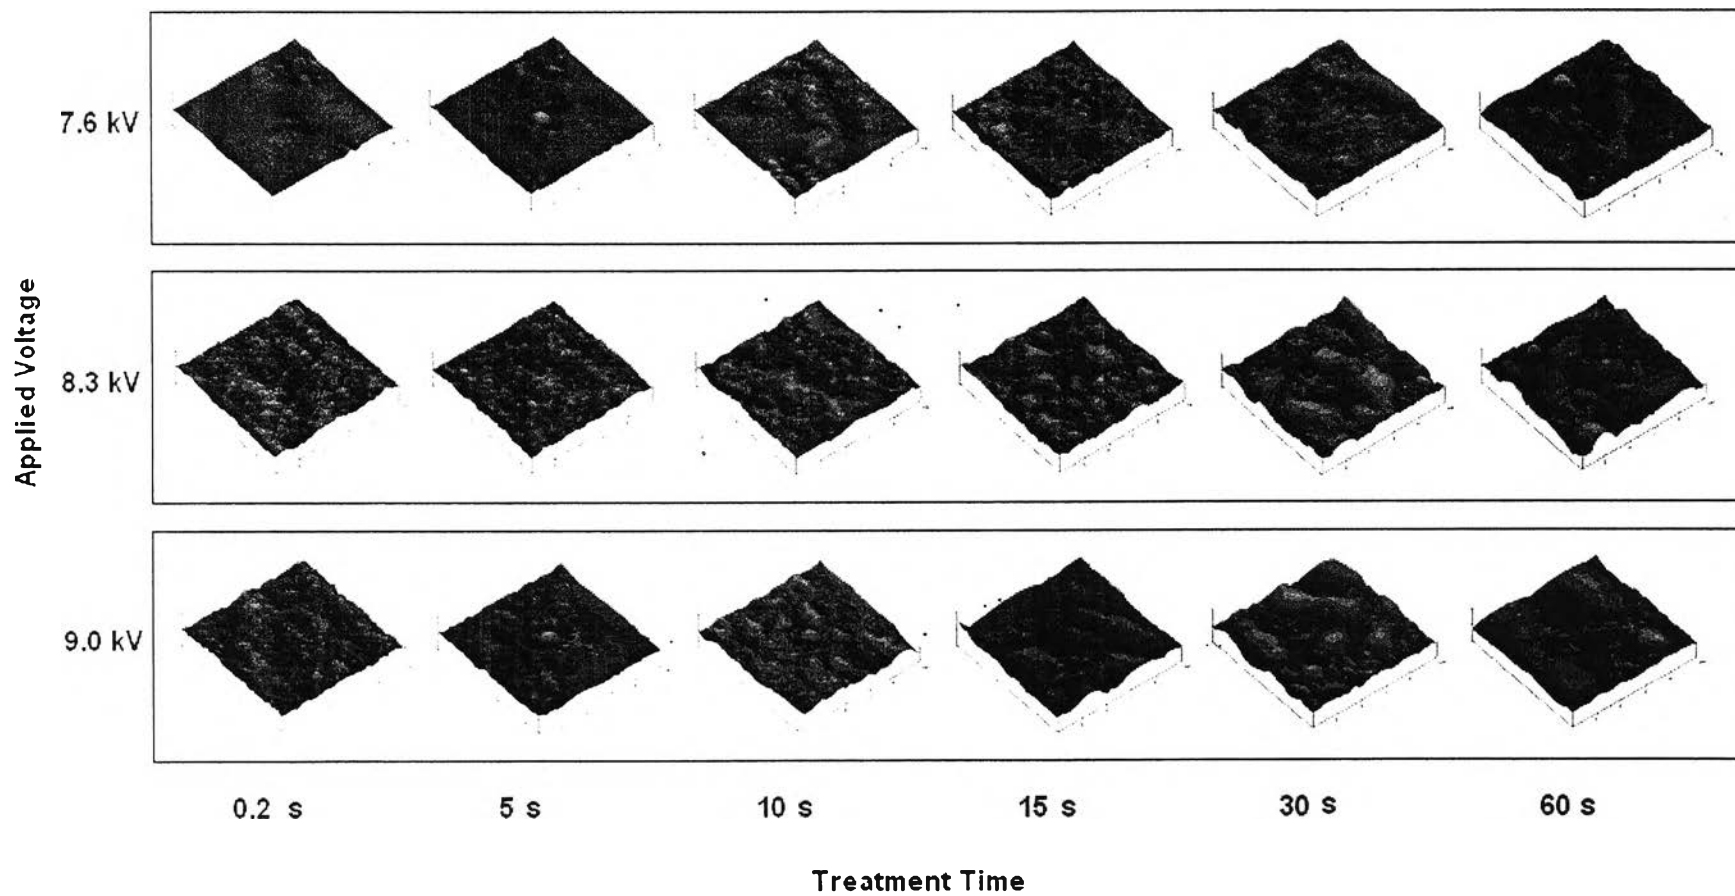 Applied Voltage
7.6 kV
8.3 kV
9.0 kV
0.2 s 5 s 10 s 15 s 30 s 60 s
Treatment Time